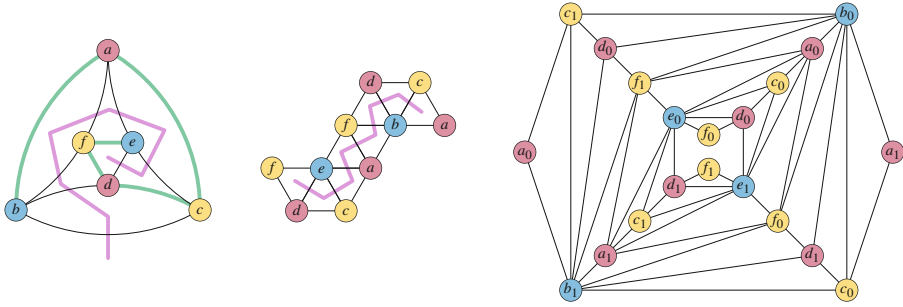 a
f e
d
b c
d c
f b a
f e a
d c
c₁ b₀
d₀ a₀
f₁ c₀
e₀ d₀
f₀
a₀ a₁
f₁
d₁ e₁
c₁ f₀
a₁ d₁
b₁ c₀